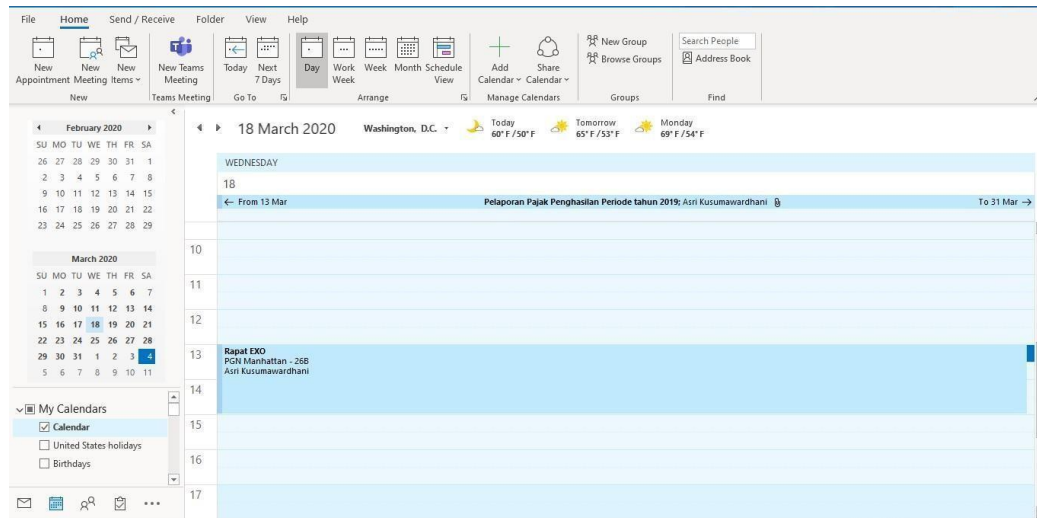 File Home Send / Receive Folder View Help
New Appointment
New Meeting
New Items
New Teams Meeting
Today
Next 7 Days
Day
Work Week
Week
Month
Schedule View
Add Calendar
Share Calendar
New Group
Browse Groups
Search People
Address Book
New
Teams Meeting
Go To
Arrange
Manage Calendars
Groups
Find
February 2020
SU MO TU WE TH FR SA
26 27 28 29 30 31 1
2 3 4 5 6 7 8
9 10 11 12 13 14 15
16 17 18 19 20 21 22
23 24 25 26 27 28 29
March 2020
SU MO TU WE TH FR SA
1 2 3 4 5 6 7
8 9 10 11 12 13 14
15 16 17 18 19 20 21
22 23 24 25 26 27 28
29 30 31 1 2 3 4
5 6 7 8 9 10 11
My Calendars
Calendar
United States holidays
Birthdays
18 March 2020
Washington, D.C.
Today
60° F / 50° F
Tomorrow
65° F / 53° F
Monday
69° F / 54° F
WEDNESDAY
18
← From 13 Mar Pelaporan Pajak Penghasilan Periode tahun 2019; Asri Kusumawardhani To 31 Mar →
10
11
12
13
Rapat EXO
PGN Manhattan - 26B
Asri Kusumawardhani
14
15
16
17